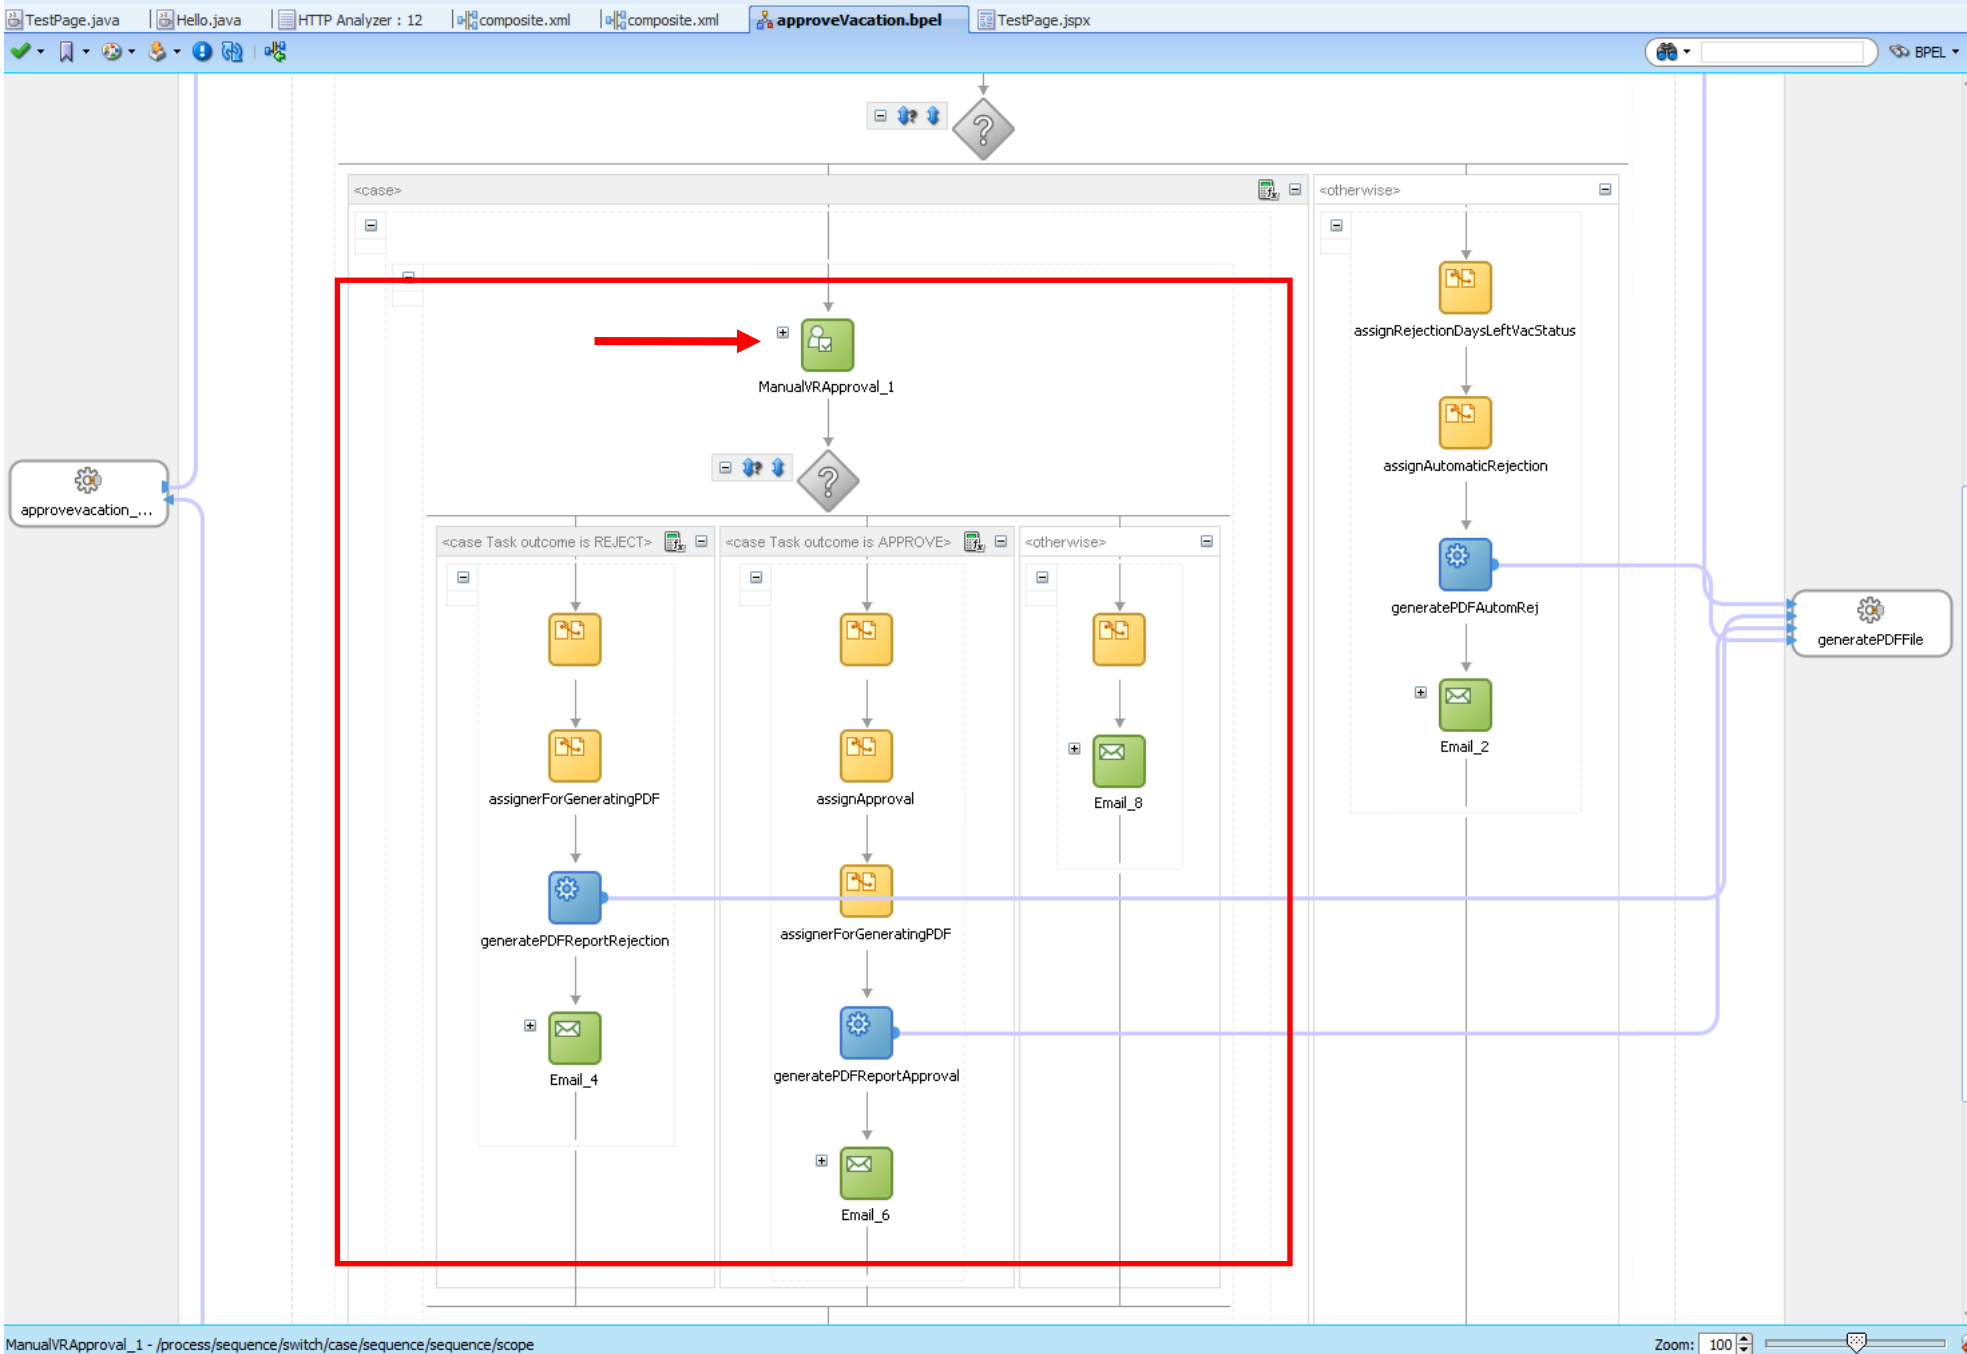 TestPage.java
Hello.java
HTTP Analyzer : 12
composite.xml
composite.xml
approveVacation.bpel
TestPage.jspx
BPEL
<case>
<otherwise>
assignRejectionDaysLeftVacStatus
ManualVRApproval_1
assignAutomaticRejection
approvevacation_...
<case Task outcome is REJECT>
<case Task outcome is APPROVE>
<otherwise>
generatePDFAutomRej
generatePDFFile
Email_2
assignerForGeneratingPDF
assignApproval
Email_8
generatePDFReportRejection
assignerForGeneratingPDF
Email_4
generatePDFReportApproval
Email_6
ManualVRApproval_1 - /process/sequence/switch/case/sequence/sequence/scope
Zoom: 100